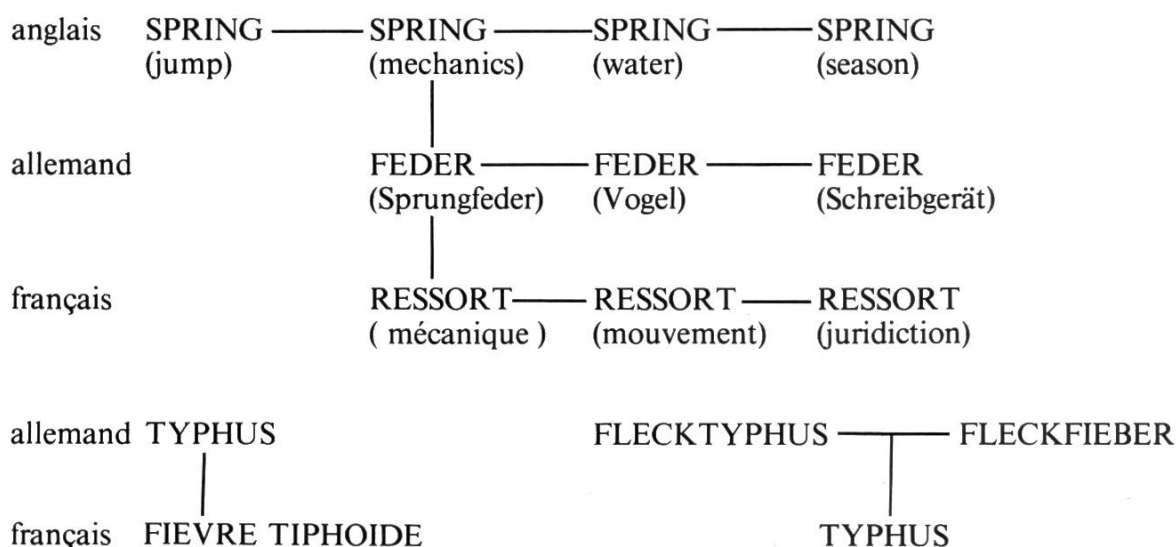 anglais SPRING SPRING SPRING SPRING
(jump) (mechanics) (water) (season)
allemand FEDER FEDER FEDER
(Sprungfeder) (Vogel) (Schreibgerät)
français RESSORT RESSORT RESSORT
( mécanique ) (mouvement) (juridiction)
allemand TYPHUS FLECKTYPHUS FLECKFIEBER
français FIEVRE TIPHOIDE TYPHUS